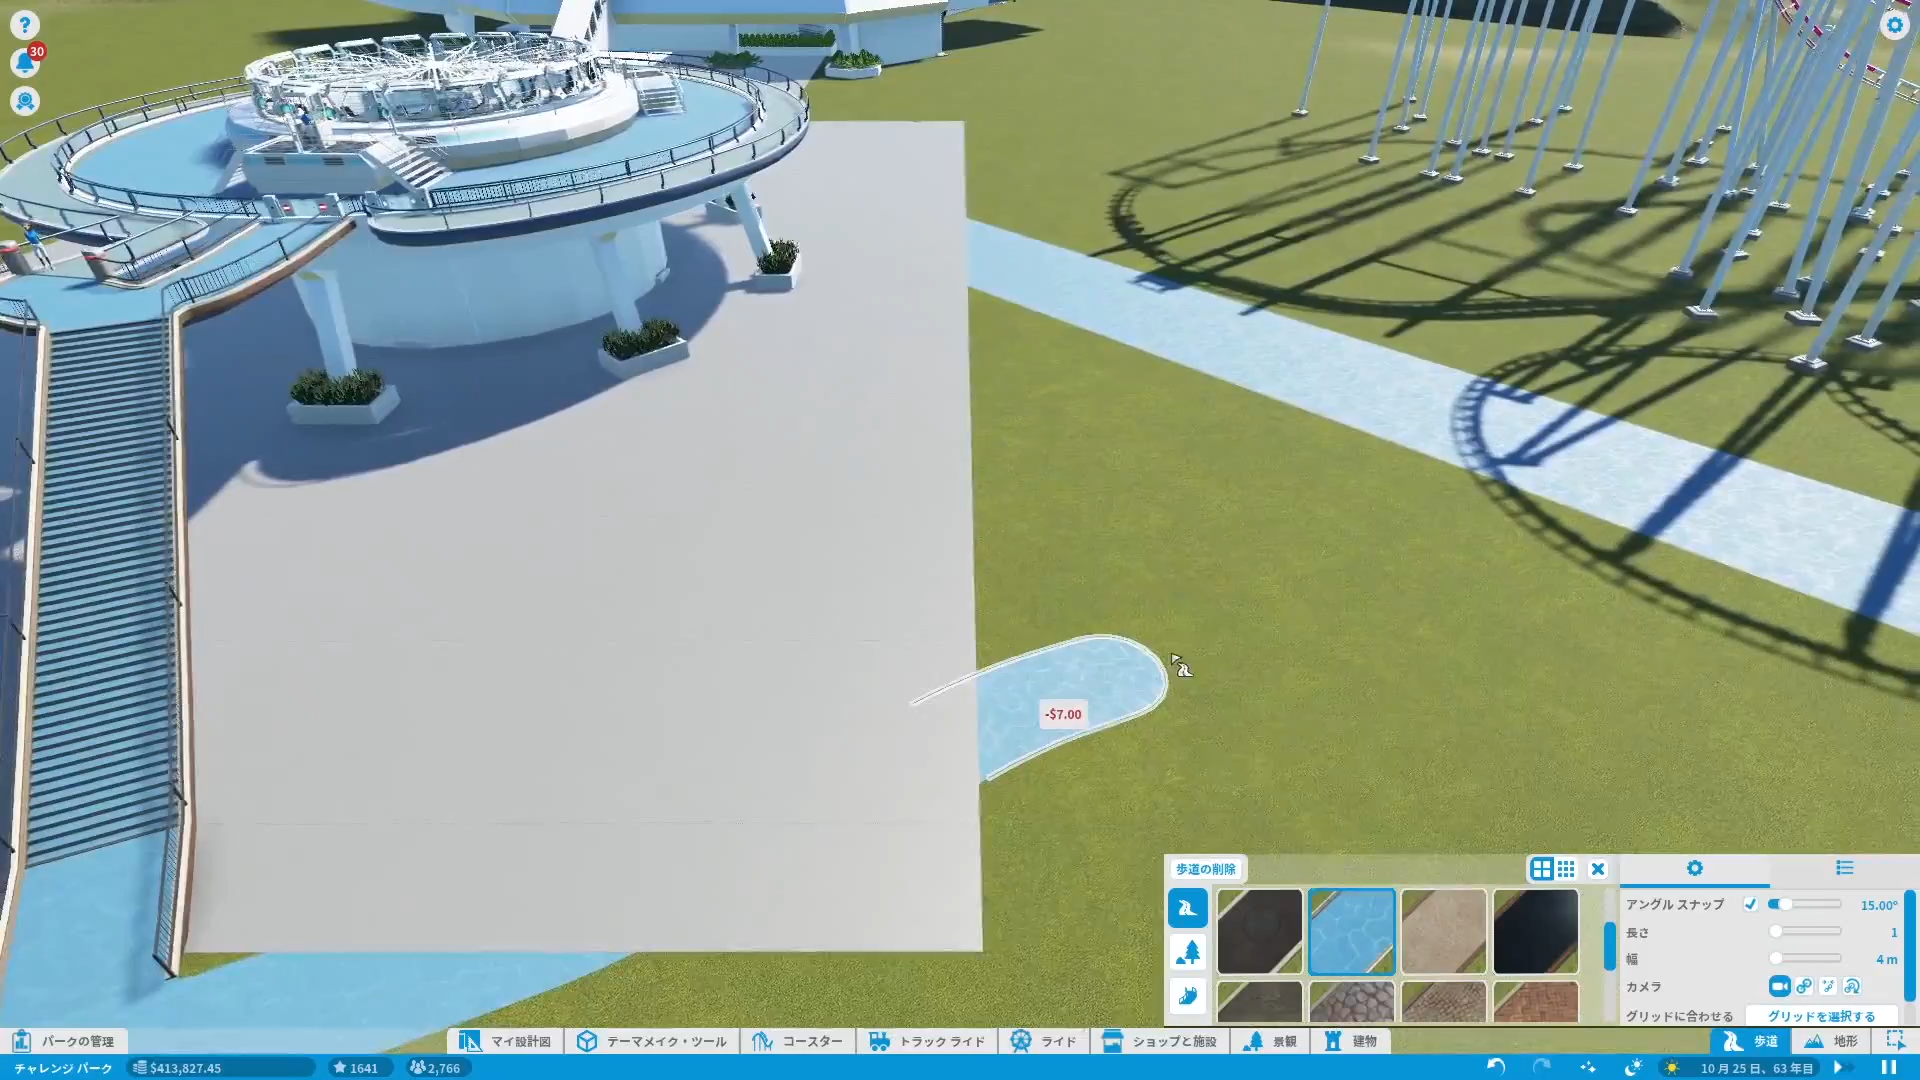 ?
30
-$7.00
歩道の削除
アングル スナップ
15.00°
長さ
1
幅
4 m
カメラ
グリッドに合わせる
グリッドを選択する
パークの管理
マイ設計図
テーマメイク・ツール
コースター
トラック ライド
ライド
ショップと施設
景観
建物
歩道
地形
チャレンジ パーク
$413,827.45
1641
2,766
10 月 25 日、63 年目